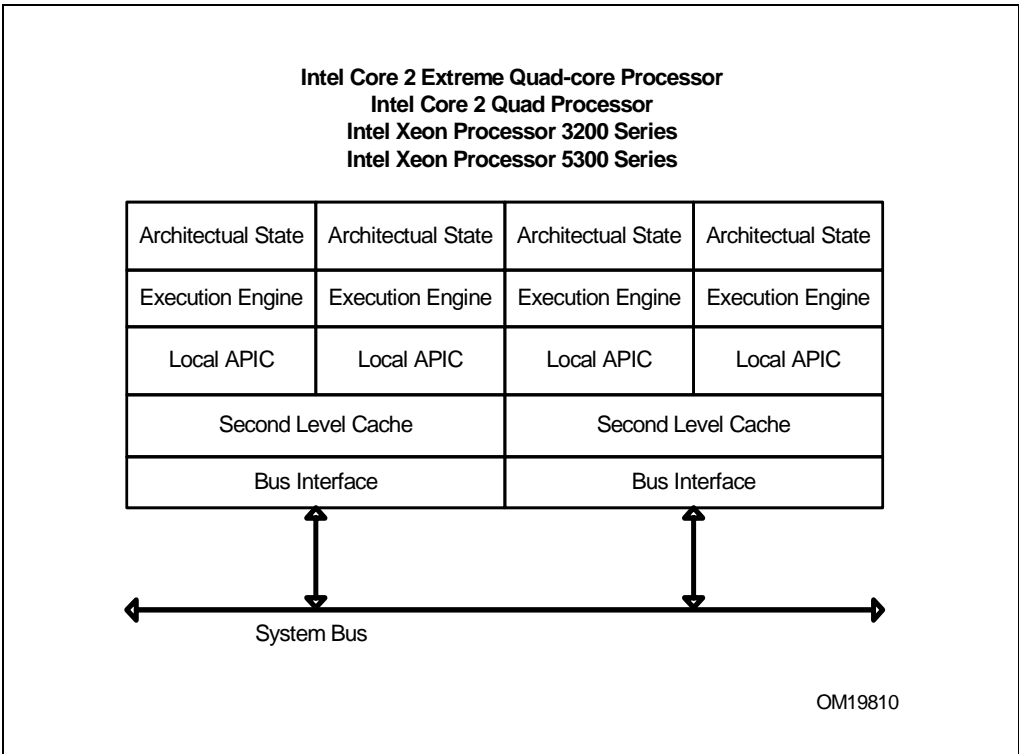 Intel Core 2 Extreme Quad-core Processor
Intel Core 2 Quad Processor
Intel Xeon Processor 3200 Series
Intel Xeon Processor 5300 Series
Architectual State Architectual State Architectual State Architectual State
Execution Engine Execution Engine Execution Engine Execution Engine
Local APIC Local APIC Local APIC Local APIC
Second Level Cache Second Level Cache
Bus Interface Bus Interface
System Bus
OM19810